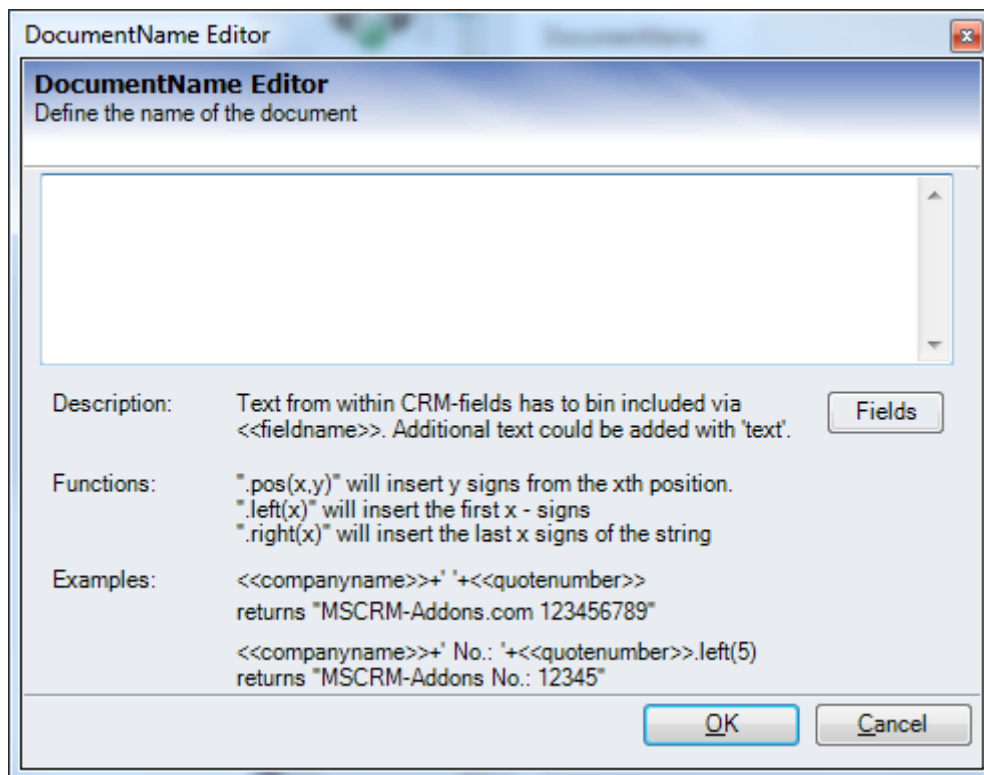 DocumentName Editor
DocumentName Editor
Define the name of the document
Description:
Text from within CRM-fields has to bin included via
<<fieldname>>. Additional text could be added with 'text'.
Fields
Functions:
".pos(x,y)" will insert y signs from the xth position.
".left(x)" will insert the first x - signs
".right(x)" will insert the last x signs of the string
Examples:
<<companyname>>+' '+<<quotenumber>>
returns "MSCRM-Addons.com 123456789"
<<companyname>>+' No.: '+<<quotenumber>>.left(5)
returns "MSCRM-Addons No.: 12345"
OK
Cancel